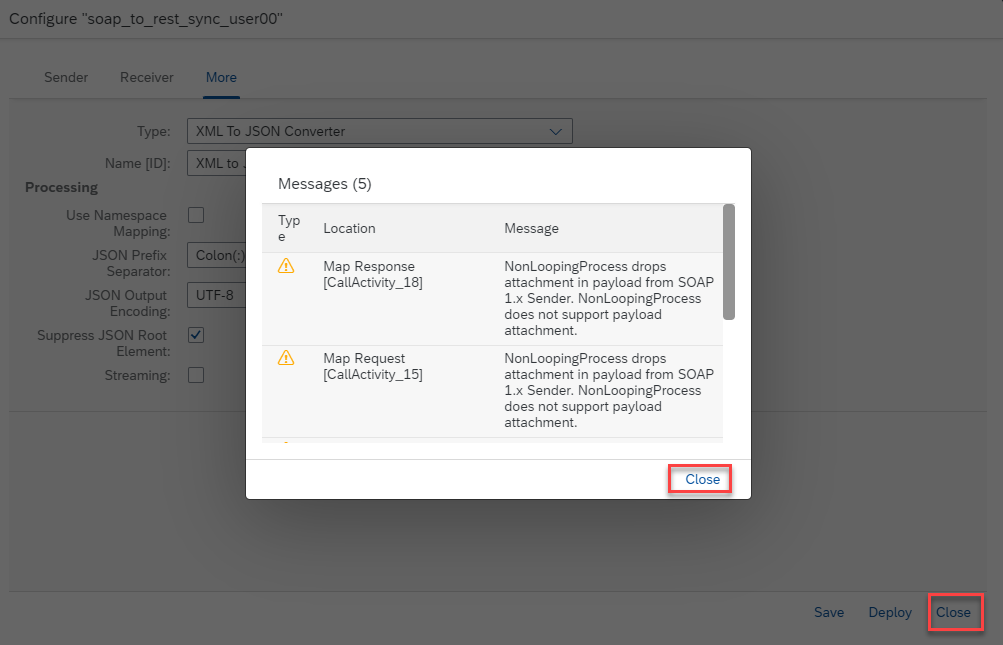 Configure "soap_to_rest_sync_user00"
Sender
Receiver
More
Type:
XML To JSON Converter
Name [ID]:
XML to J
Processing
Use Namespace
Mapping:
JSON Prefix
Separator:
Colon(:)
JSON Output
Encoding:
UTF-8
Suppress JSON Root
Element:
Streaming:
Messages (5)
Typ
e
Location
Message
Map Response
[CallActivity_18]
NonLoopingProcess drops
attachment in payload from SOAP
1.x Sender. NonLoopingProcess
does not support payload
attachment.
Map Request
[CallActivity_15]
NonLoopingProcess drops
attachment in payload from SOAP
1.x Sender. NonLoopingProcess
does not support payload
attachment.
Close
Save
Deploy
Close